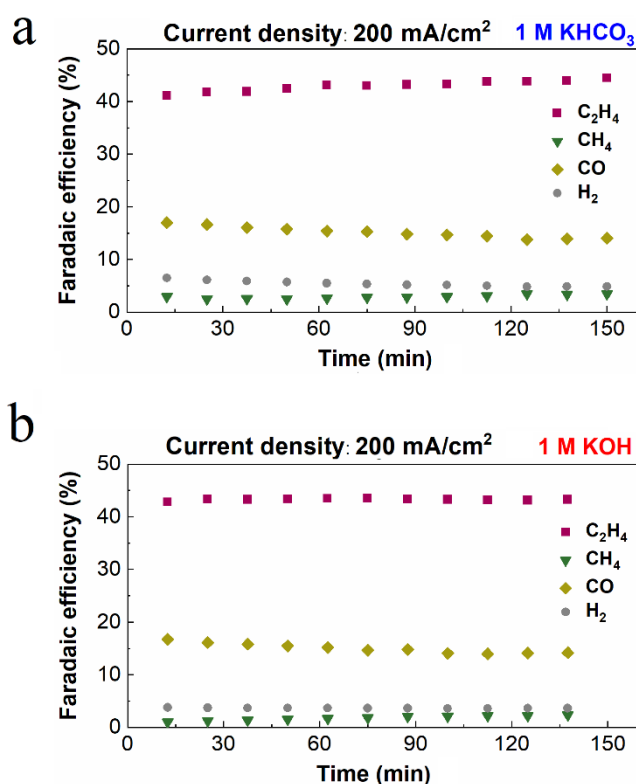 a
Current density: 200 mA/cm² 1 M KHCO₃
Faradaic efficiency (%)
50
40
30
20
10
0
C₂H₄
CH₄
CO
H₂
0 30 60 90 120 150
Time (min)
b
Current density: 200 mA/cm² 1 M KOH
Faradaic efficiency (%)
50
40
30
20
10
0
C₂H₄
CH₄
CO
H₂
0 30 60 90 120 150
Time (min)